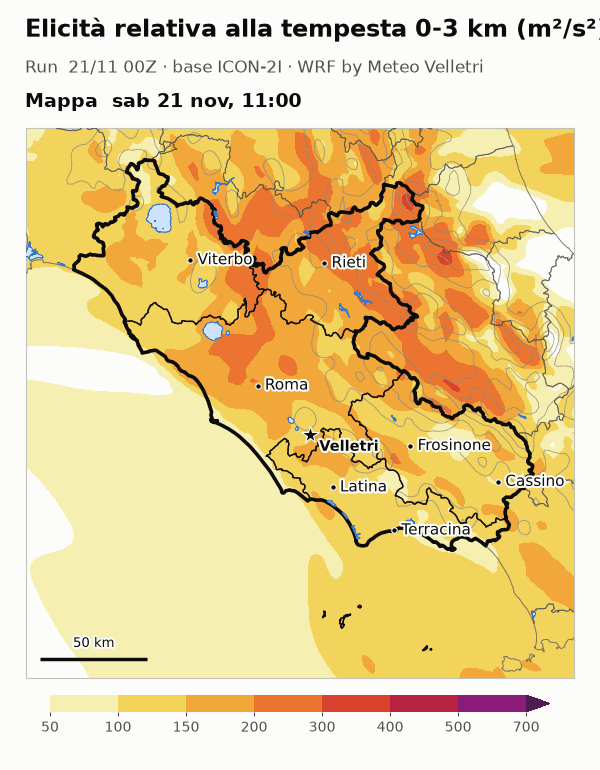 Elicità relativa alla tempesta 0-3 km (m²/s²)
Run  21/11 00Z · base ICON-2I · WRF by Meteo Velletri
Mappa  sab 21 nov, 11:00
Viterbo
Rieti
Roma
Velletri
Frosinone
Latina
Cassino
Terracina
50 km
50 100 150 200 300 400 500 700